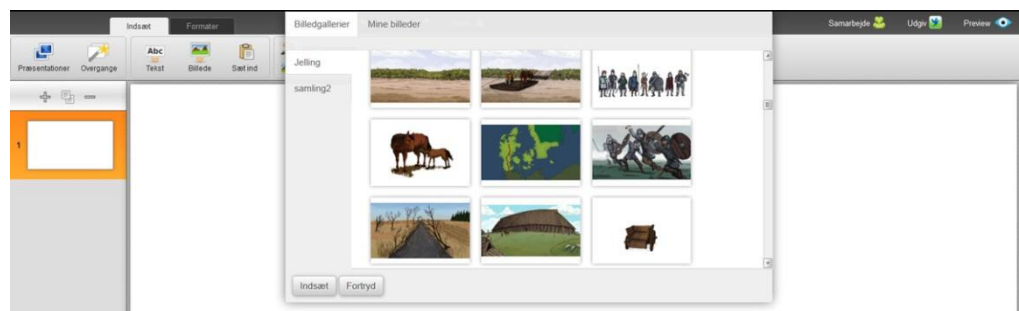 Indsæt Formater
Billedgallerier Mine billeder
Samarbejde Udgiv Preview
Præsentationer Overgange
Abc
Tekst Billede Sæt ind
Jelling
samling2
1
Indsæt Fortryd